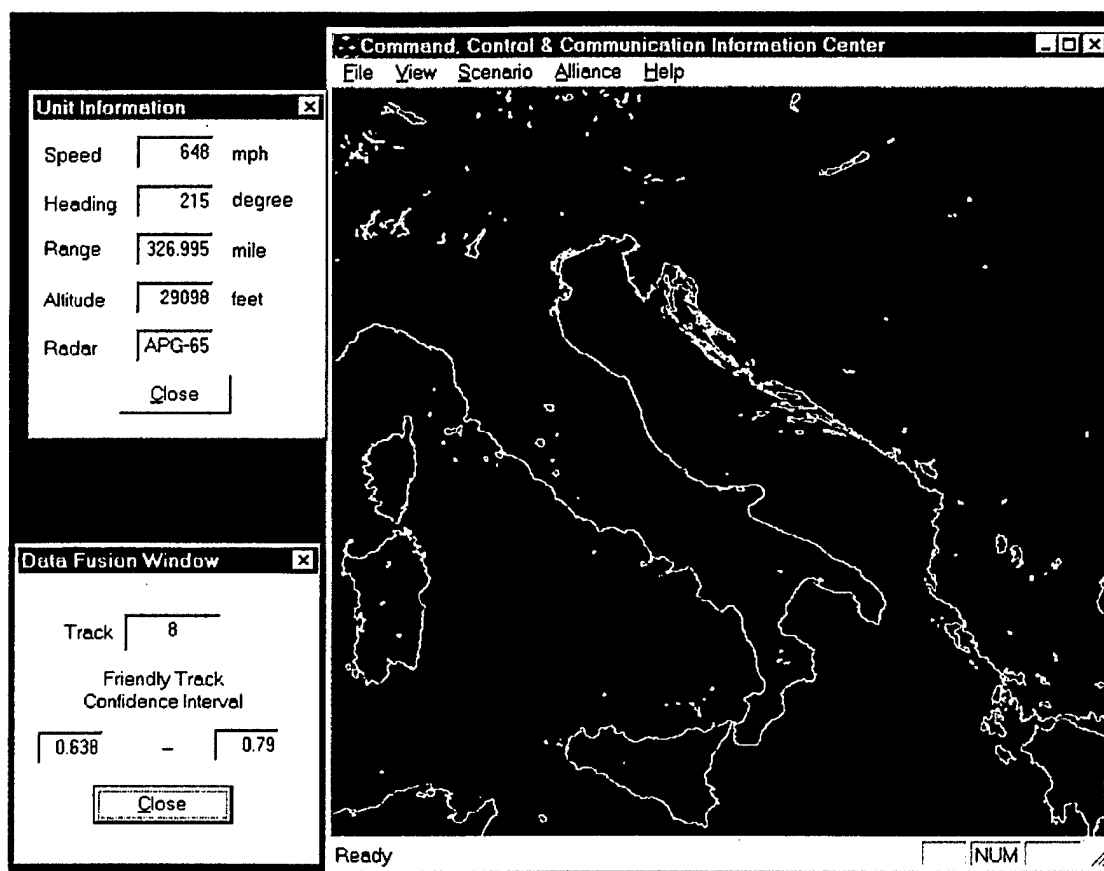 Command, Control & Communication Information Center
File View Scenario Alliance Help
Unit Information
Speed 648 mph
Heading 215 degree
Range 326.995 mile
Altitude 29098 feet
Radar APG-65
Close
Data Fusion Window
Track 8
Friendly Track
Confidence Interval
0.638 – 0.79
Close
Ready NUM